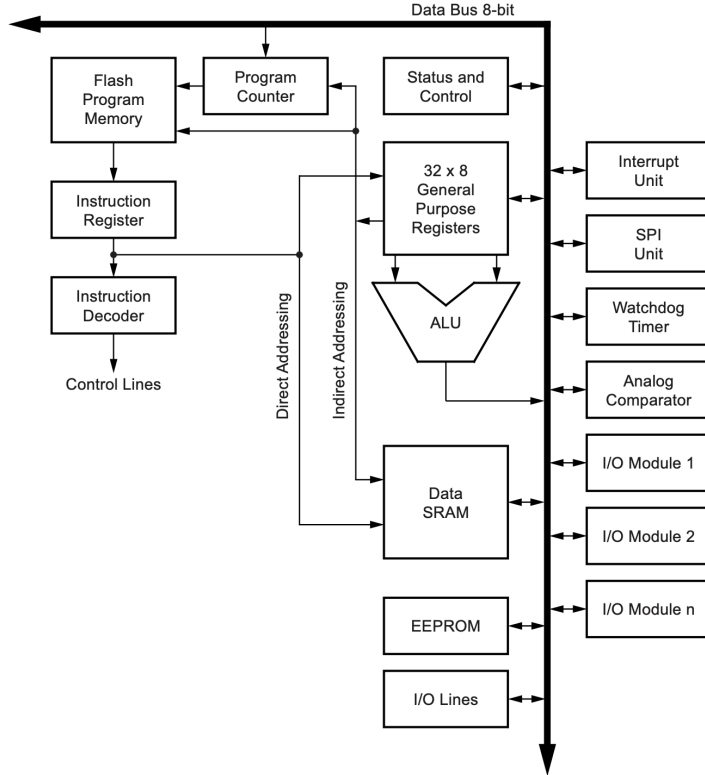 Data Bus 8-bit
Flash
Program
Memory
Program
Counter
Status and
Control
32 x 8
General
Purpose
Registers
Interrupt
Unit
Instruction
Register
SPI
Unit
Instruction
Decoder
ALU
Watchdog
Timer
Control Lines
Direct Addressing
Indirect Addressing
Analog
Comparator
Data
SRAM
I/O Module 1
I/O Module 2
I/O Module n
EEPROM
I/O Lines